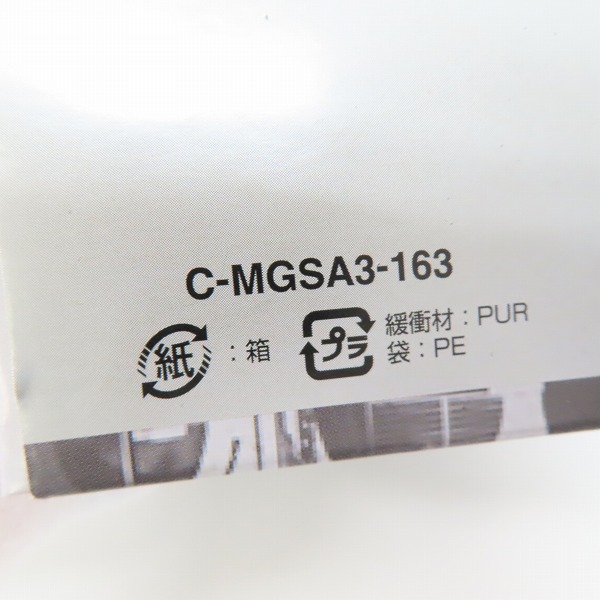 C-MGSA3-163
紙 : 箱
プラ 緩衝材 : PUR
袋 : PE